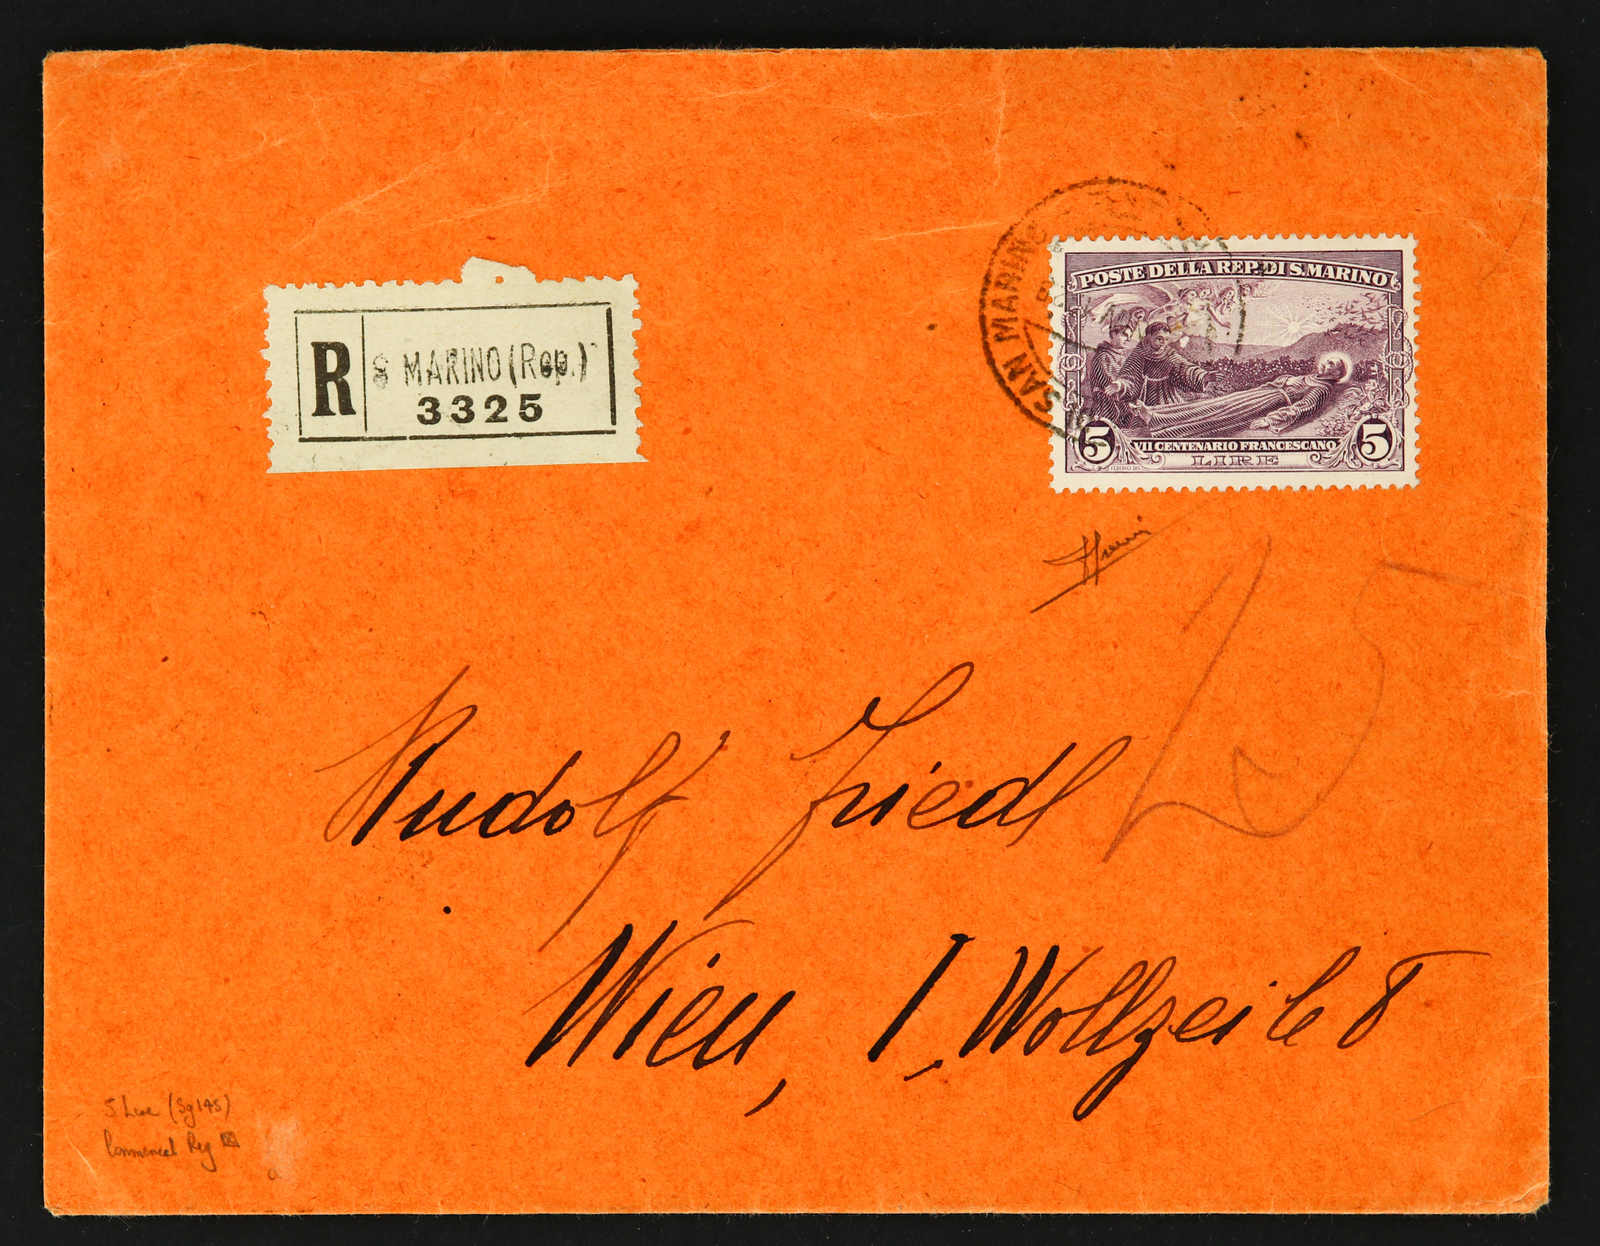 R
S MARINO (Rep.)
3325
SAN MARINO
POSTE DELLA REP. DI S. MARINO
5 5
VII CENTENARIO FRANCESCANO
LIRE
Rudolf Friedl
Wien, I, Wollzeile 8
5 Lire (Sg 145)
Commercial Reg